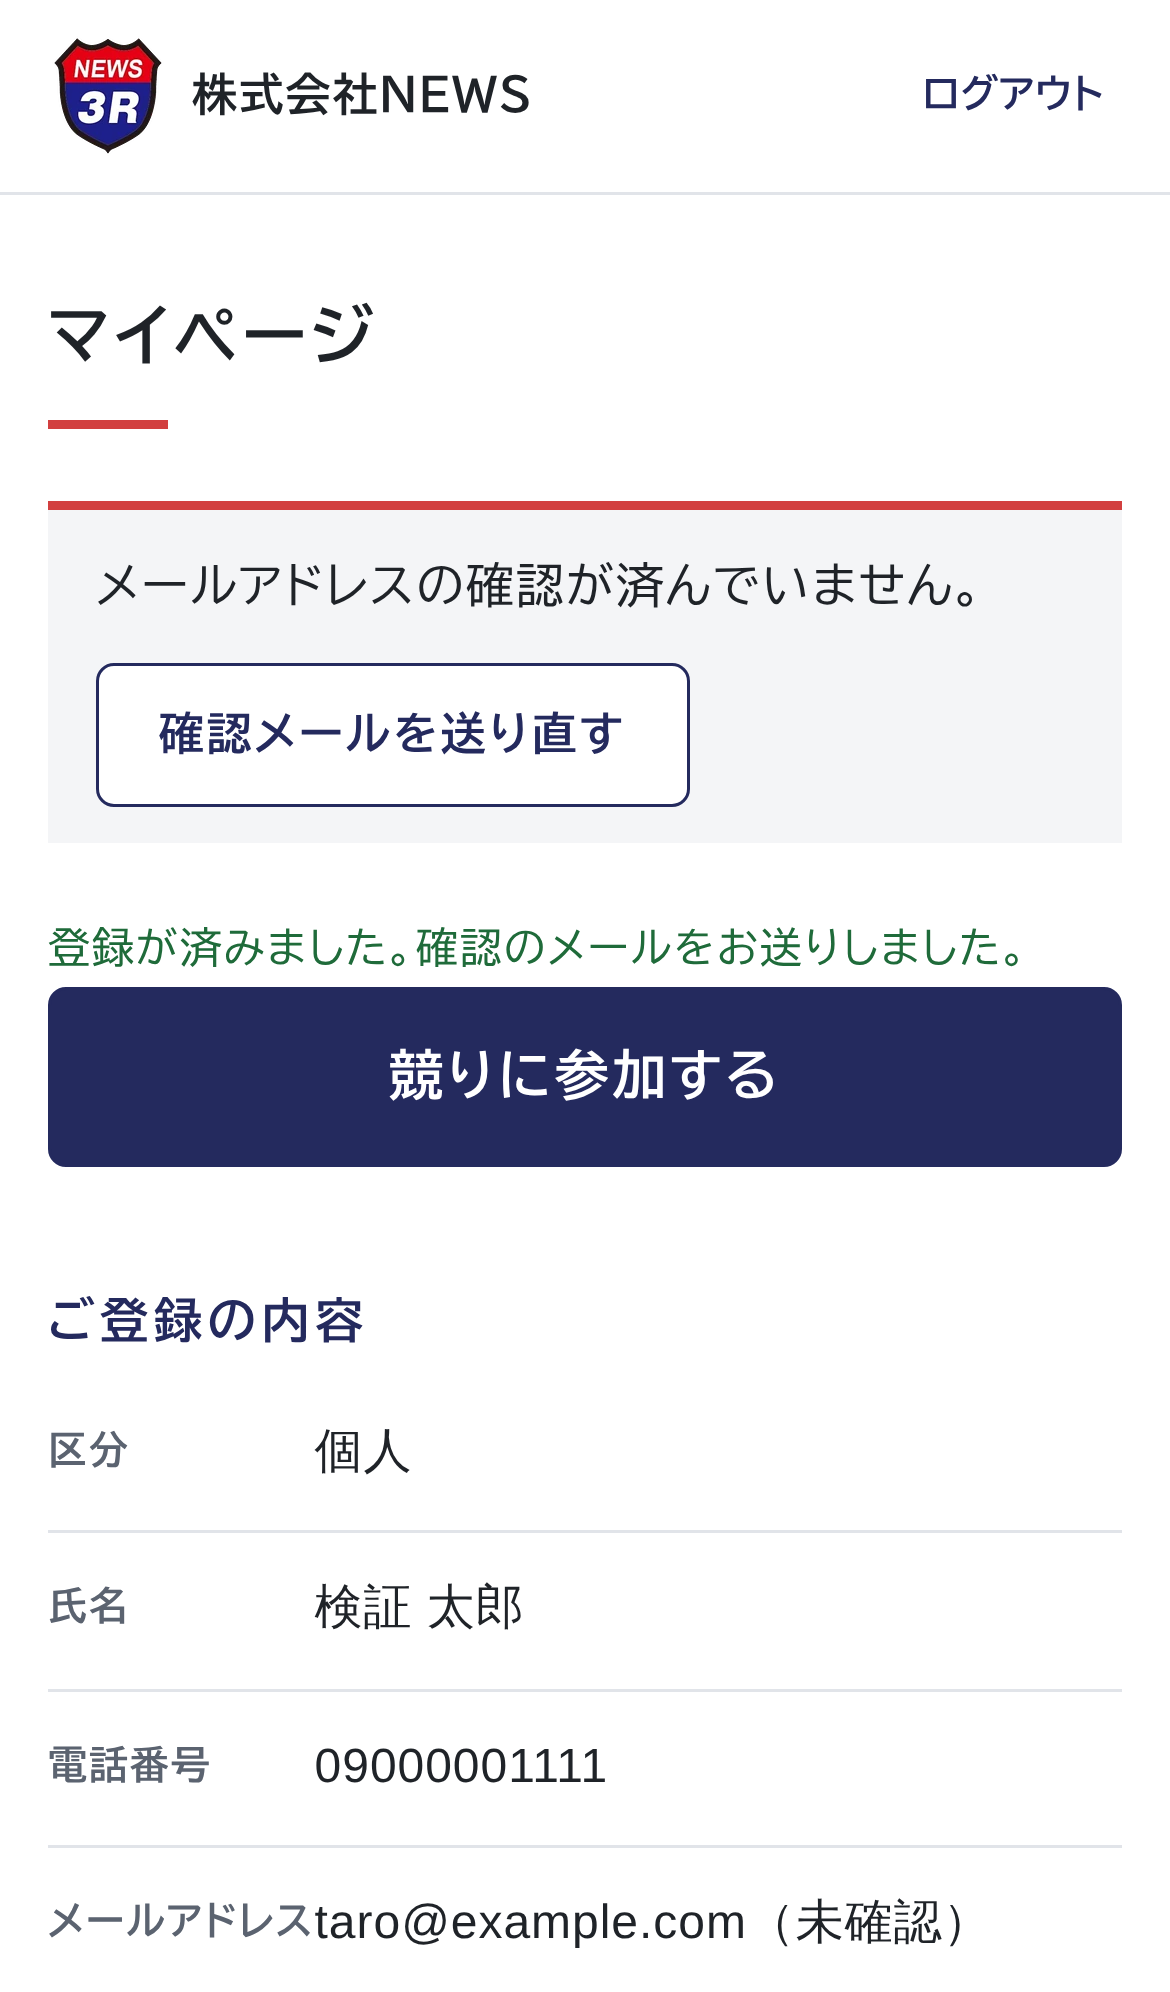 NEWS
3R
株式会社NEWS
ログアウト
マイページ
メールアドレスの確認が済んでいません。
確認メールを送り直す
登録が済みました。確認のメールをお送りしました。
競りに参加する
ご登録の内容
区分 個人
氏名 検証 太郎
電話番号 09000001111
メールアドレス taro@example.com（未確認）